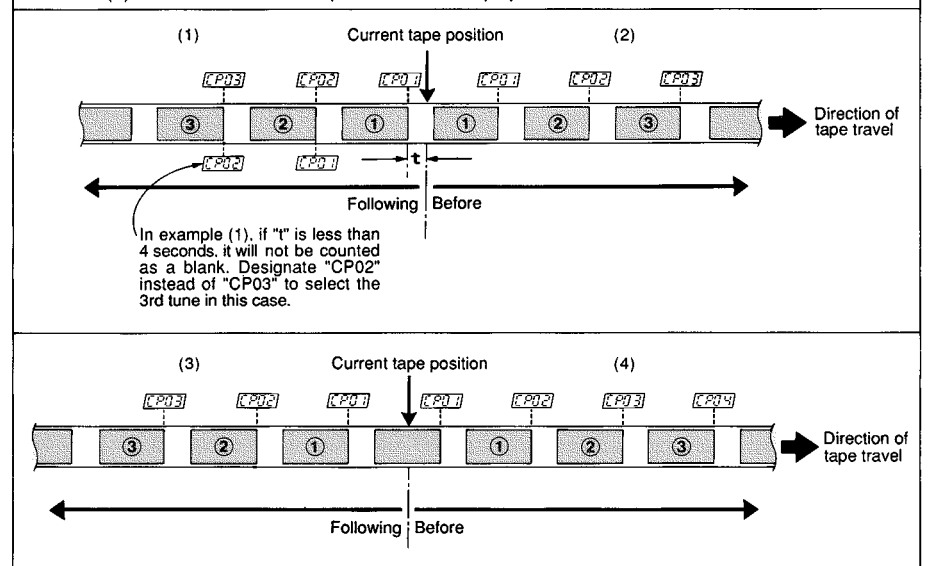 (1) Current tape position (2)
CP03 CP02 CP01 CP01 CP02 CP03
③ ② ① ① ② ③
Direction of
tape travel
CP02 CP01 t
Following Before
In example (1), if "t" is less than
4 seconds, it will not be counted
as a blank. Designate "CP02"
instead of "CP03" to select the
3rd tune in this case.
(3) Current tape position (4)
CP03 CP02 CP01 CP01 CP02 CP03 CP04
③ ② ① ① ② ③
Direction of
tape travel
Following Before